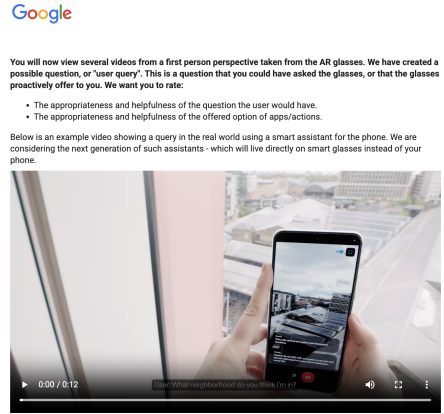 Google
You will now view several videos from a first person perspective taken from the AR glasses. We have created a
possible question, or "user query". This is a question that you could have asked the glasses, or that the glasses
proactively offer to you. We want you to rate:
• The appropriateness and helpfulness of the question the user would have.
• The appropriateness and helpfulness of the offered option of apps/actions.
Below is an example video showing a query in the real world using a smart assistant for the phone. We are
considering the next generation of such assistants - which will live directly on smart glasses instead of your
phone.
0:00 / 0:12
User: What neighborhood do you think I'm in?